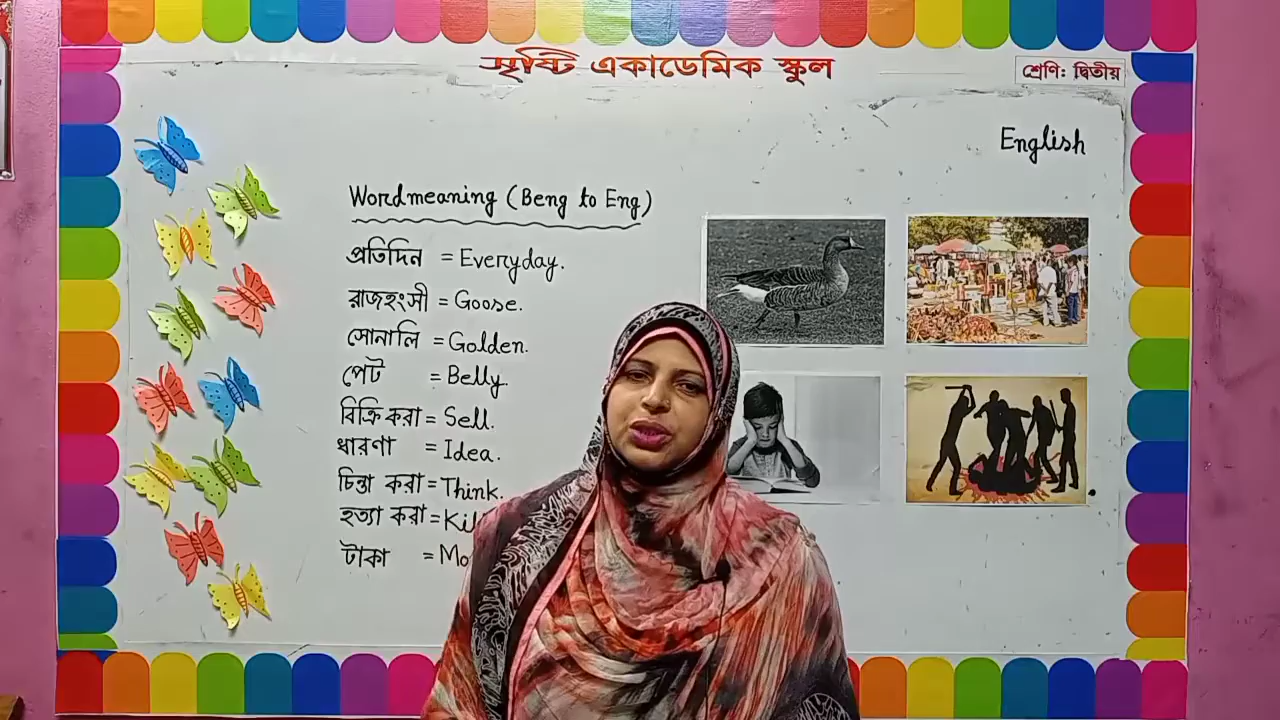 সৃষ্টি একাডেমিক স্কুল
শ্রেণি: দ্বিতীয়
English
Wordmeaning (Beng to Eng)
প্রতিদিন = Everyday.
রাজহংসী = Goose.
সোনালি = Golden.
পেট = Belly.
বিক্রি করা = Sell.
ধারণা = Idea.
চিন্তা করা = Think.
হত্যা করা =
টাকা =